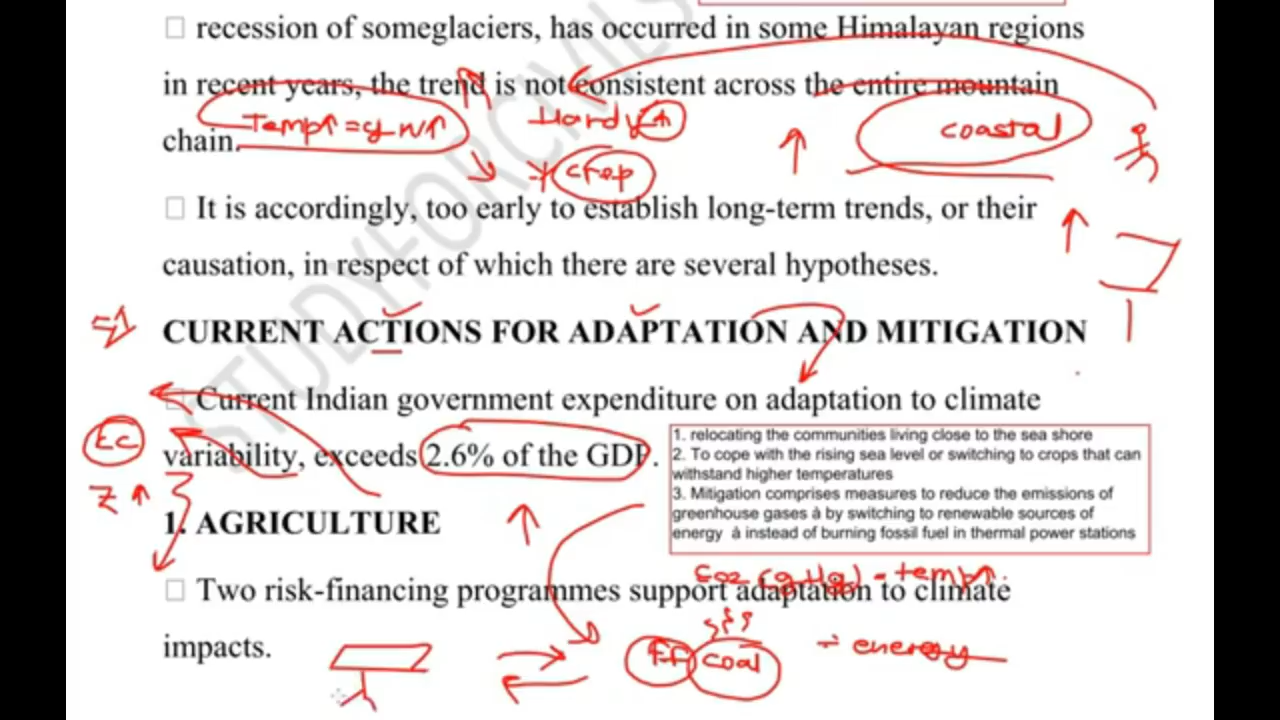 recession of someglaciers, has occurred in some Himalayan regions
in recent years, the trend is not consistent across the entire mountain
Temp↑ = g-w↑
Hardy
coastal
chain.
crop
It is accordingly, too early to establish long-term trends, or their
causation, in respect of which there are several hypotheses.
CURRENT ACTIONS FOR ADAPTATION AND MITIGATION
Current Indian government expenditure on adaptation to climate
variability, exceeds 2.6% of the GDP.
1. relocating the communities living close to the sea shore
2. To cope with the rising sea level or switching to crops that can
withstand higher temperatures
3. Mitigation comprises measures to reduce the emissions of
greenhouse gases à by switching to renewable sources of
energy à instead of burning fossil fuel in thermal power stations
1. AGRICULTURE
Two risk-financing programmes support adaptation to climate
impacts.
ff coal
energy
STUDYFORCIVILS